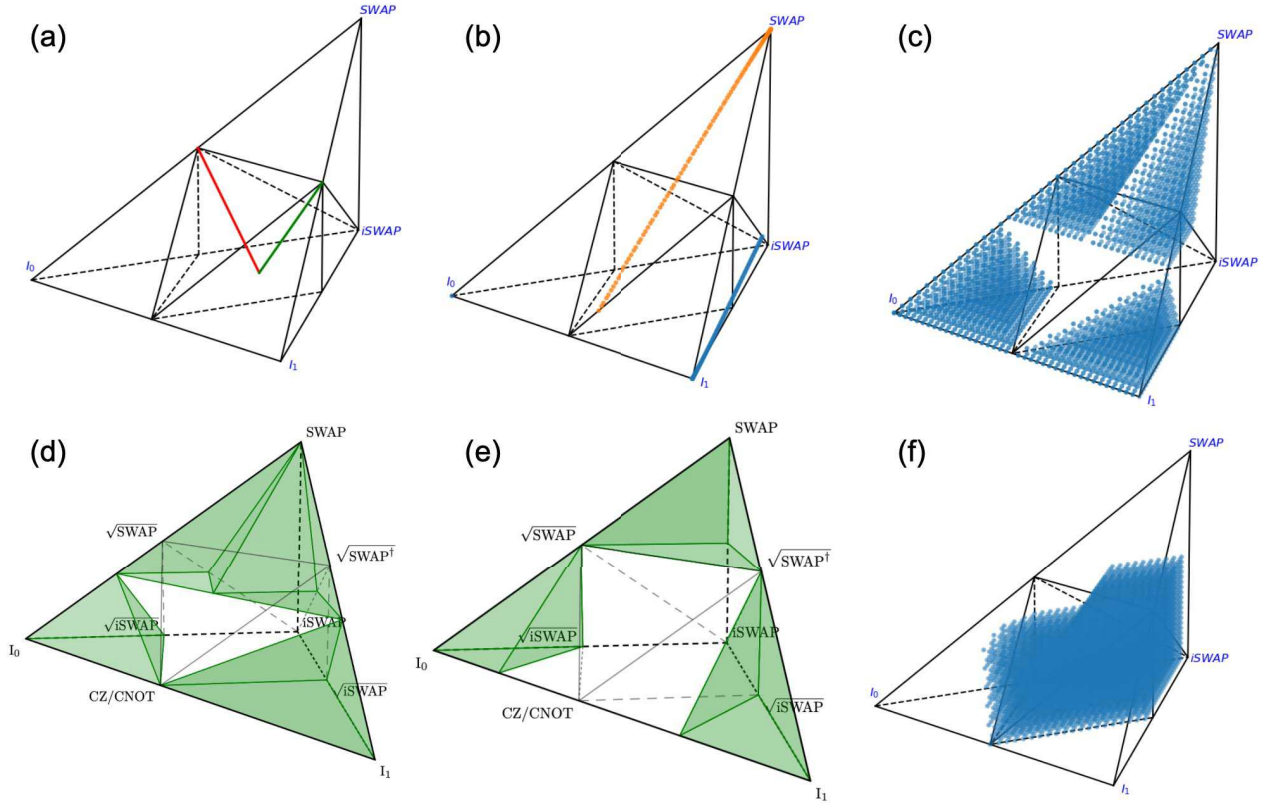 (a)
SWAP
I₀
iSWAP
I₁
(b)
SWAP
I₀
iSWAP
I₁
(c)
SWAP
I₀
iSWAP
I₁
(d)
SWAP
√SWAP
√SWAP†
√iSWAP
iSWAP
I₀
CZ/CNOT
√iSWAP
I₁
(e)
SWAP
√SWAP
√SWAP†
√iSWAP
iSWAP
I₀
CZ/CNOT
√iSWAP
I₁
(f)
SWAP
I₀
iSWAP
I₁